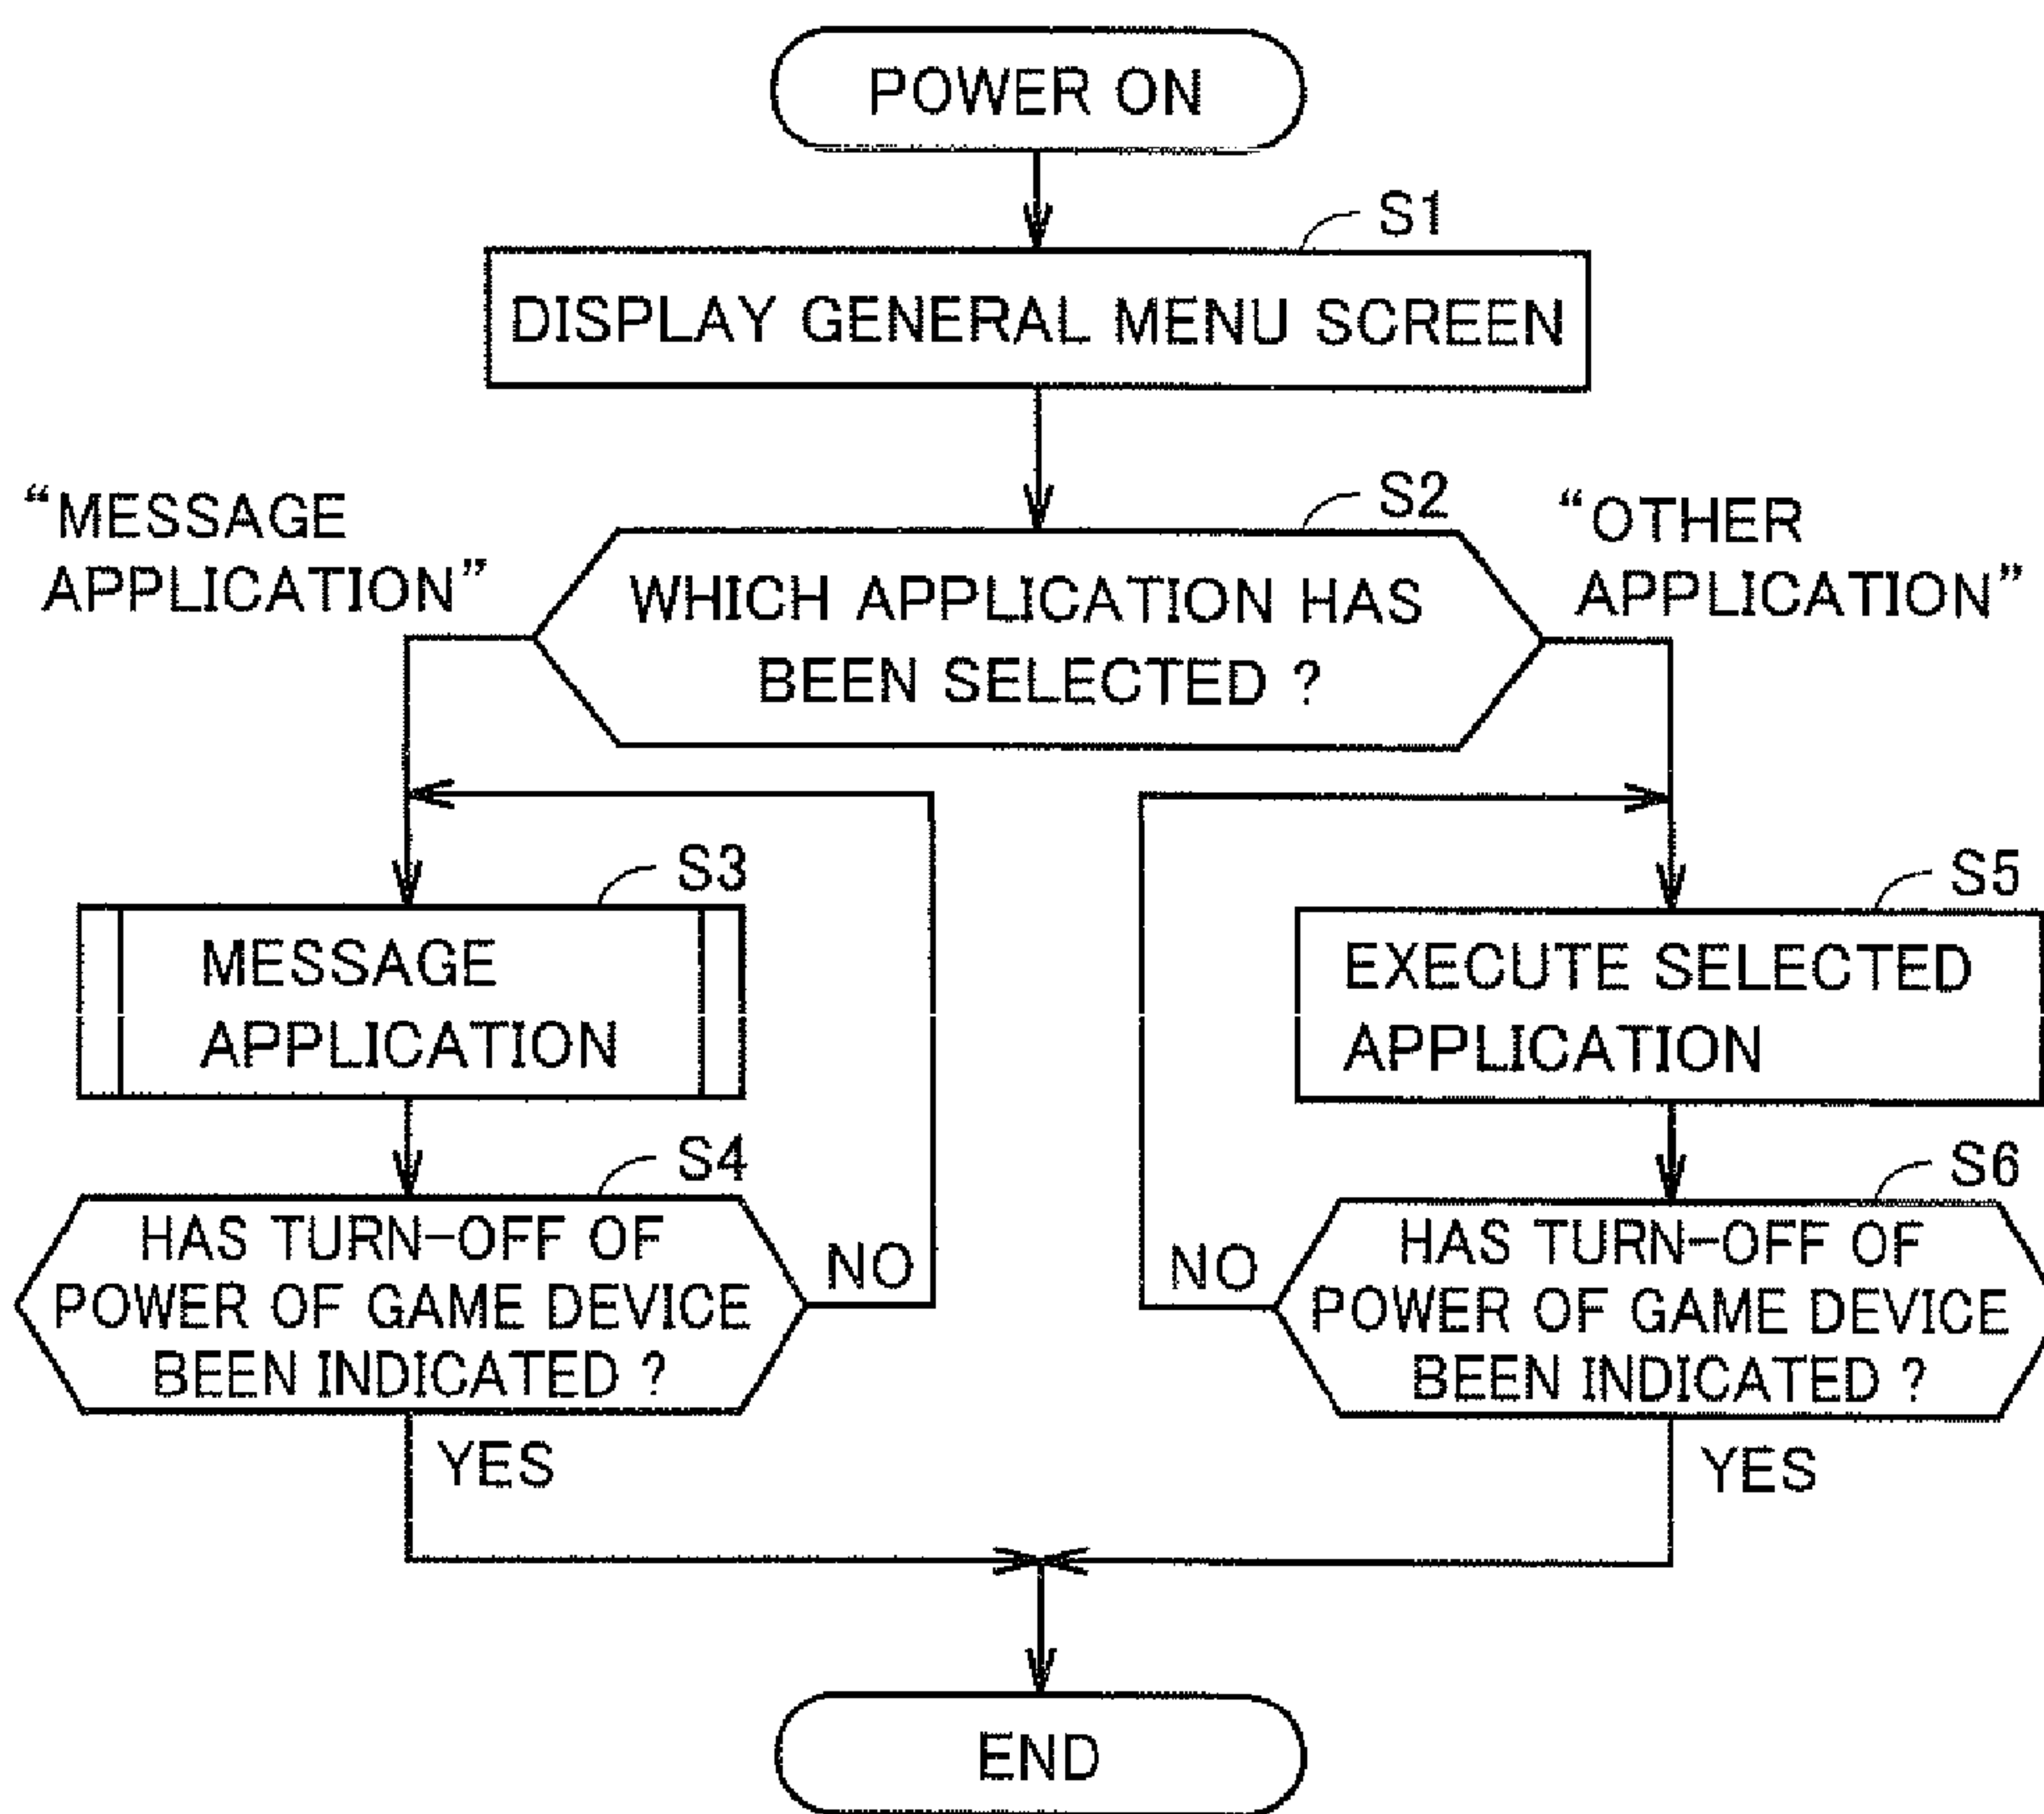 POWER ON
S1
DISPLAY GENERAL MENU SCREEN
S2
“MESSAGE
APPLICATION”
WHICH APPLICATION HAS
BEEN SELECTED ?
“OTHER
APPLICATION”
S3
MESSAGE
APPLICATION
S5
EXECUTE SELECTED
APPLICATION
S4
HAS TURN-OFF OF
POWER OF GAME DEVICE
BEEN INDICATED ?
NO
YES
S6
NO
HAS TURN-OFF OF
POWER OF GAME DEVICE
BEEN INDICATED ?
YES
END